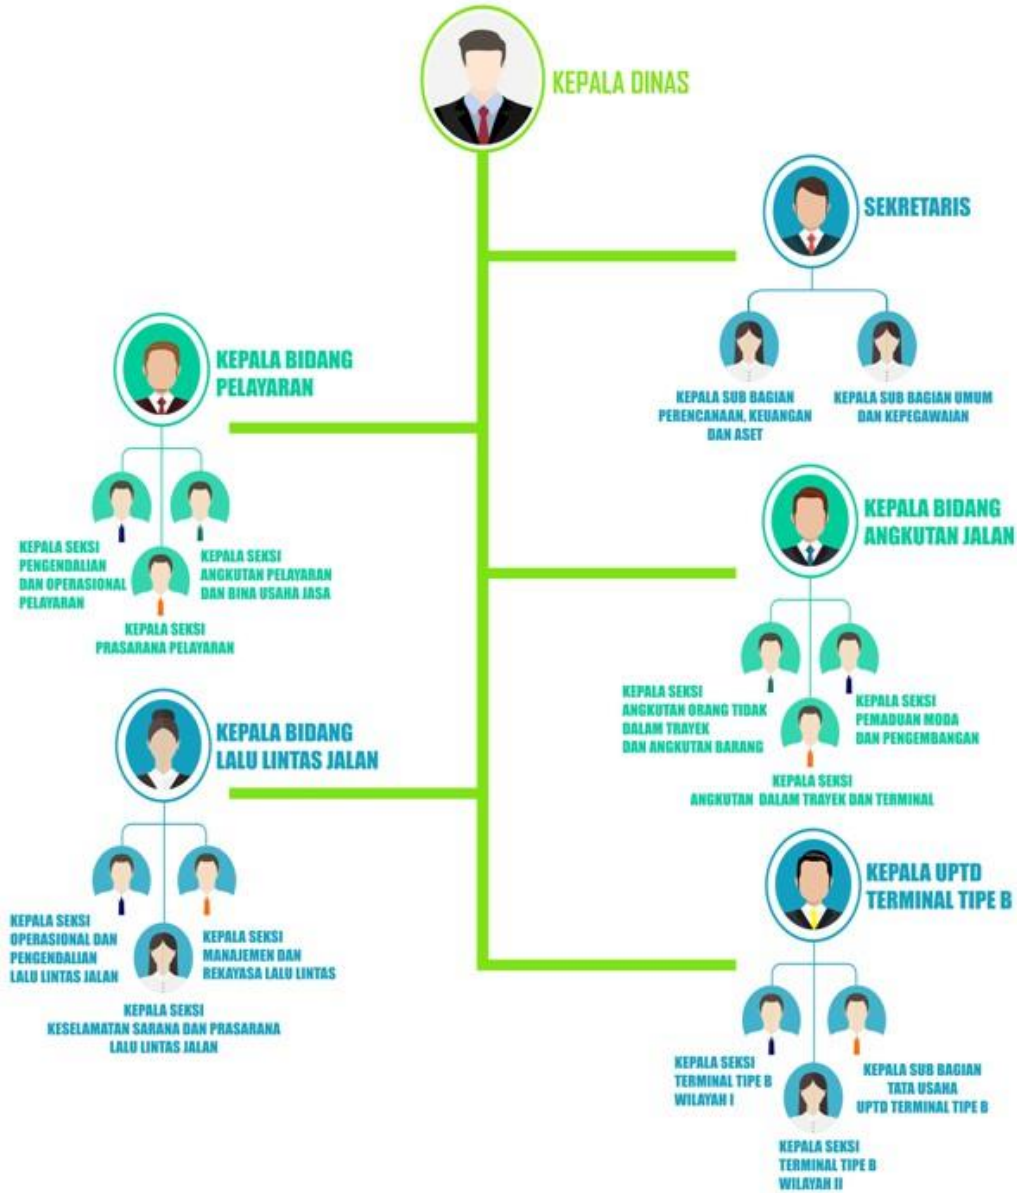 KEPALA DINAS
SEKRETARIS
KEPALA SUB BAGIAN
PERENCANAAN, KEUANGAN
DAN ASET
KEPALA SUB BAGIAN UMUM
DAN KEPEGAWAIAN
KEPALA BIDANG
PELAYARAN
KEPALA SEKSI
PENGENDALIAN
DAN OPERASIONAL
PELAYARAN
KEPALA SEKSI
ANGKUTAN PELAYARAN
DAN BINA USAHA JASA
KEPALA SEKSI
PRASARANA PELAYARAN
KEPALA BIDANG
ANGKUTAN JALAN
KEPALA SEKSI
ANGKUTAN ORANG TIDAK
DALAM TRAYEK
DAN ANGKUTAN BARANG
KEPALA SEKSI
PEMADUAN MODA
DAN PENGEMBANGAN
KEPALA SEKSI
ANGKUTAN DALAM TRAYEK DAN TERMINAL
KEPALA BIDANG
LALU LINTAS JALAN
KEPALA SEKSI
OPERASIONAL DAN
PENGENDALIAN
LALU LINTAS JALAN
KEPALA SEKSI
MANAJEMEN DAN
REKAYASA LALU LINTAS
KEPALA SEKSI
KESELAMATAN SARANA DAN PRASARANA
LALU LINTAS JALAN
KEPALA UPTD
TERMINAL TIPE B
KEPALA SEKSI
TERMINAL TIPE B
WILAYAH I
KEPALA SUB BAGIAN
TATA USAHA
UPTD TERMINAL TIPE B
KEPALA SEKSI
TERMINAL TIPE B
WILAYAH II